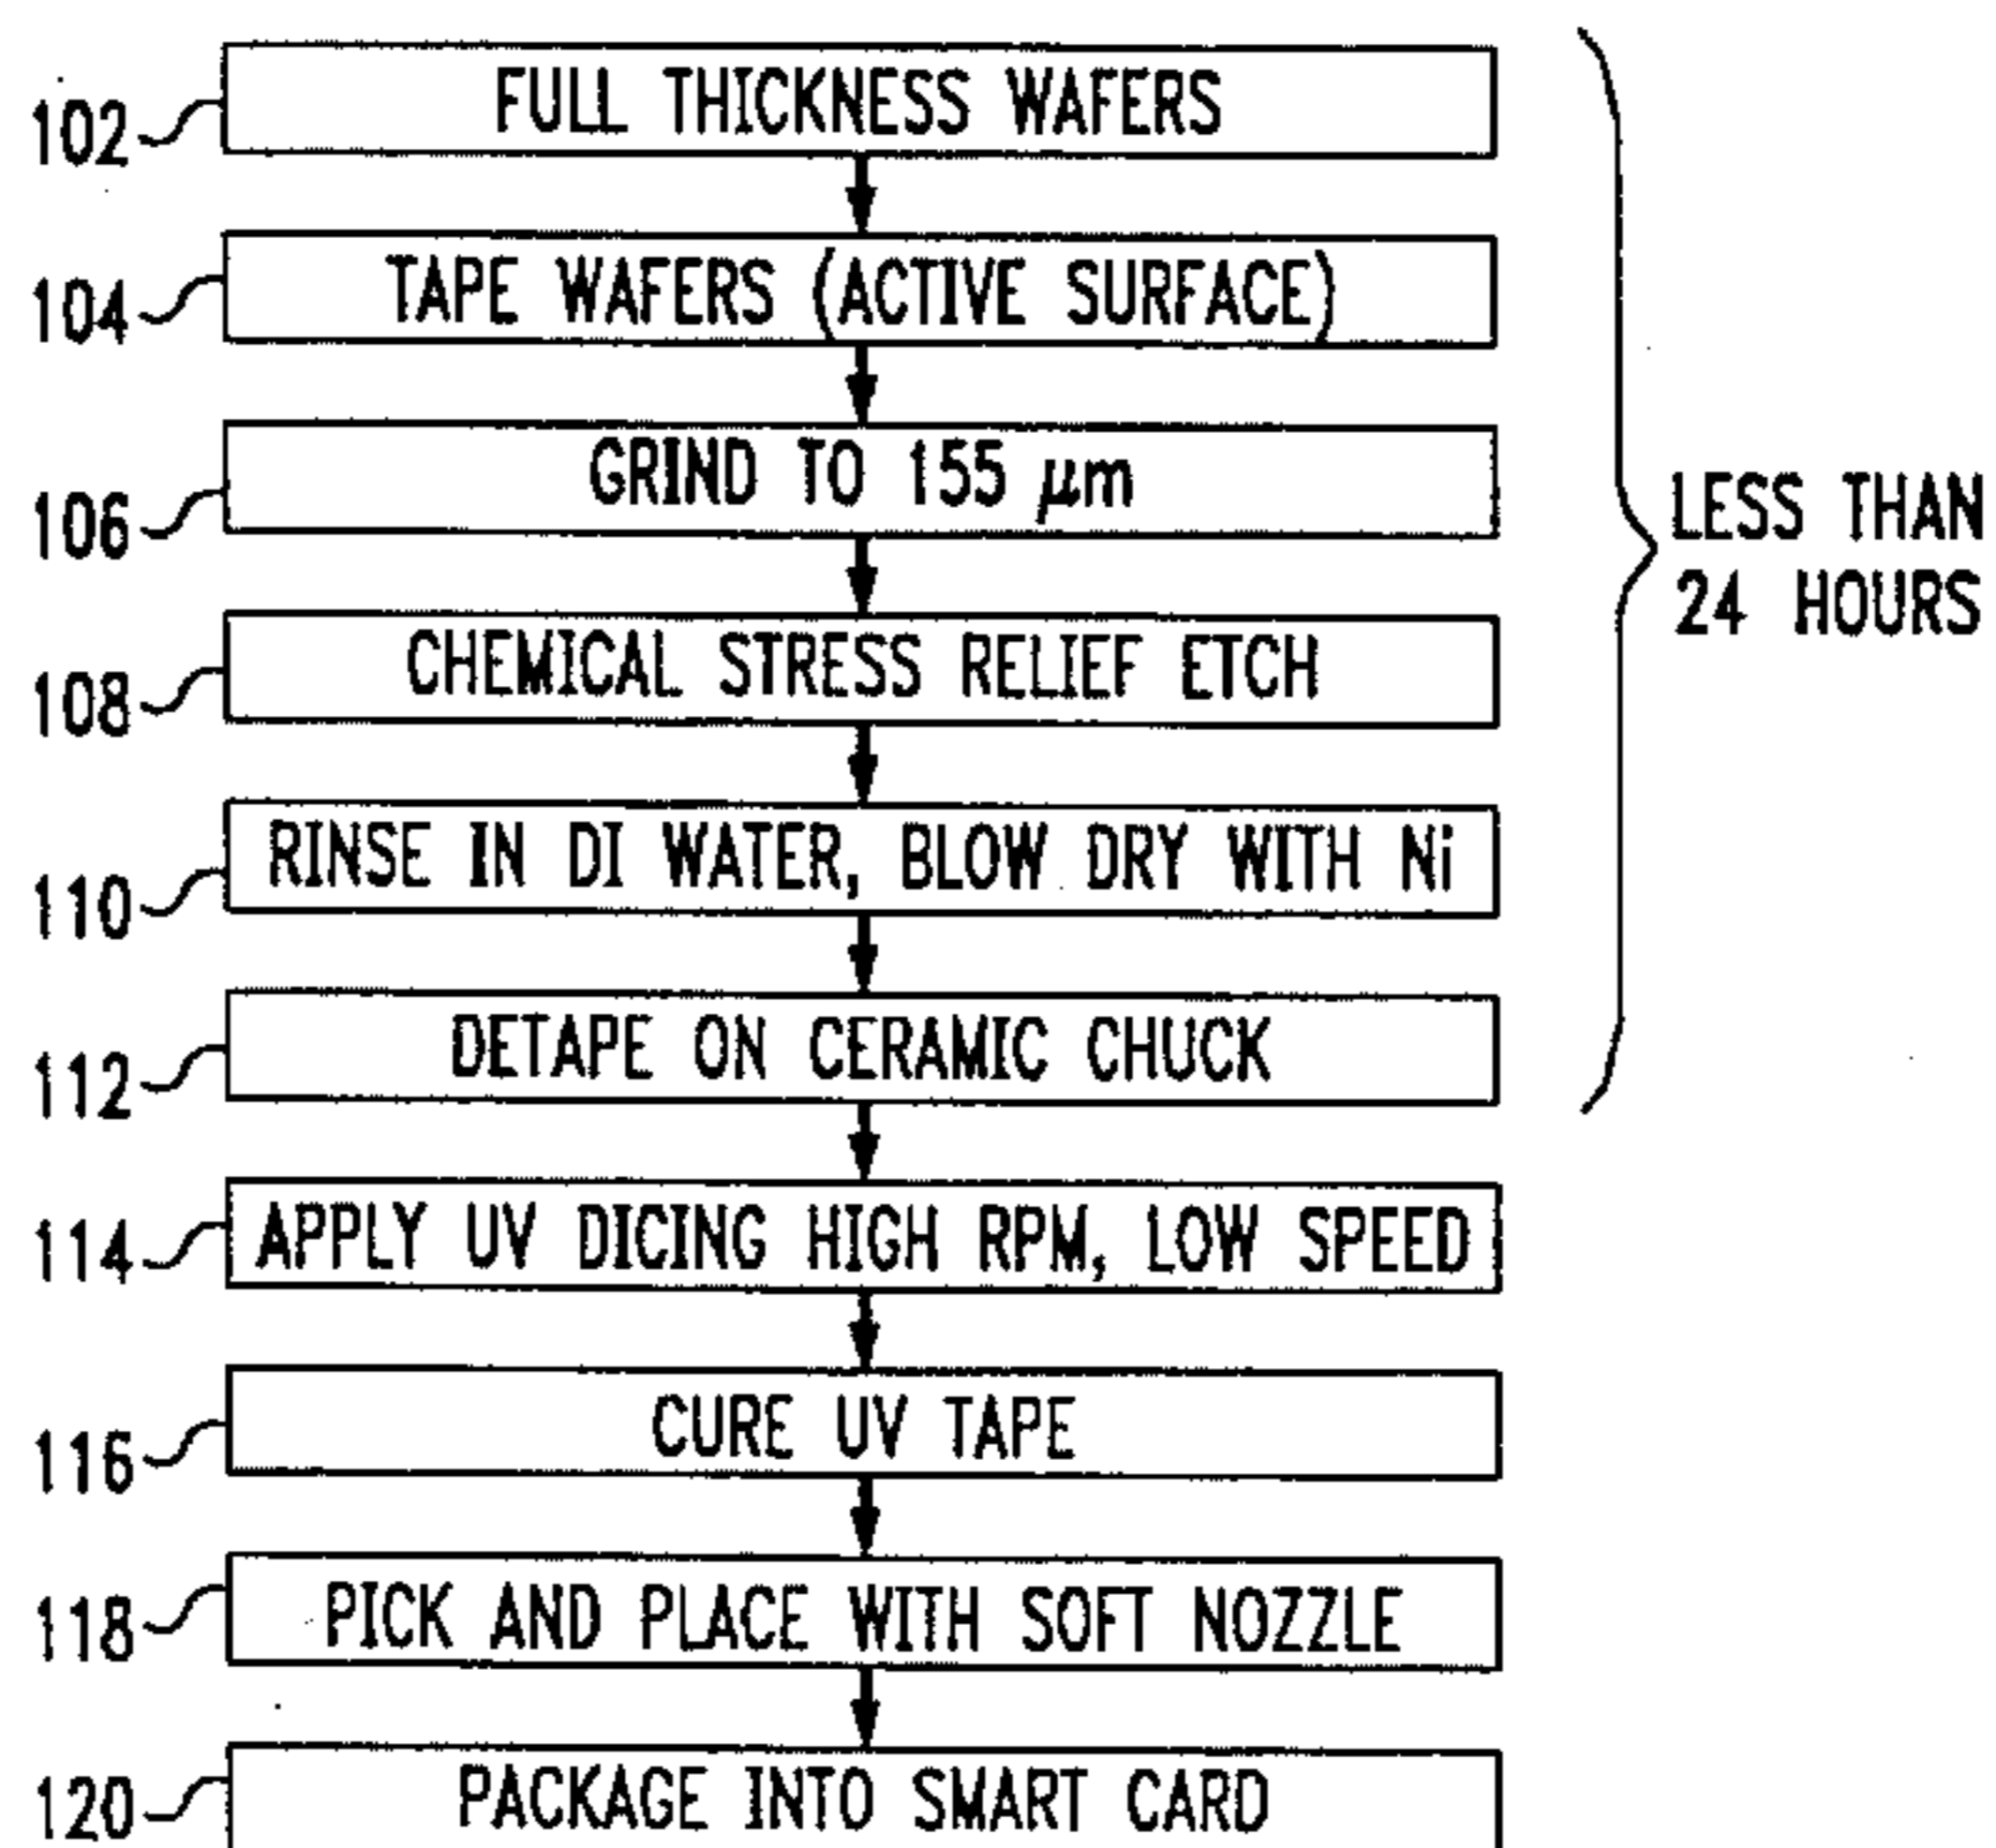 102 FULL THICKNESS WAFERS
104 TAPE WAFERS (ACTIVE SURFACE)
106 GRIND TO 155 μm
LESS THAN
24 HOURS
108 CHEMICAL STRESS RELIEF ETCH
110 RINSE IN DI WATER, BLOW DRY WITH Ni
112 DETAPE ON CERAMIC CHUCK
114 APPLY UV DICING HIGH RPM, LOW SPEED
116 CURE UV TAPE
118 PICK AND PLACE WITH SOFT NOZZLE
120 PACKAGE INTO SMART CARD